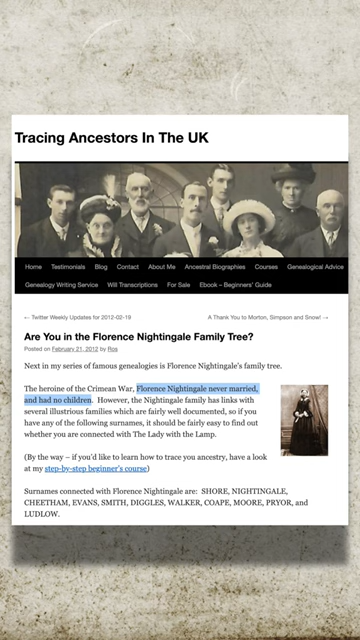 Tracing Ancestors In The UK
Home Testimonials Blog Contact About Me Ancestral Biographies Courses Genealogical Advice
Genealogy Writing Service Will Transcriptions For Sale Ebook – Beginners' Guide
← Twitter Weekly Updates for 2012-02-19 A Thank You to Morton, Simpson and Snow! →
Are You in the Florence Nightingale Family Tree?
Posted on February 21, 2012 by Ros
Next in my series of famous genealogies is Florence Nightingale's family tree.
The heroine of the Crimean War, Florence Nightingale never married,
and had no children. However, the Nightingale family has links with
several illustrious families which are fairly well documented, so if you
have any of the following surnames, it should be fairly easy to find out
whether you are connected with The Lady with the Lamp.
(By the way – if you'd like to learn how to trace you ancestry, have a look
at my step-by-step beginner's course)
Surnames connected with Florence Nightingale are: SHORE, NIGHTINGALE,
CHEETHAM, EVANS, SMITH, DIGGLES, WALKER, COAPE, MOORE, PRYOR, and
LUDLOW.